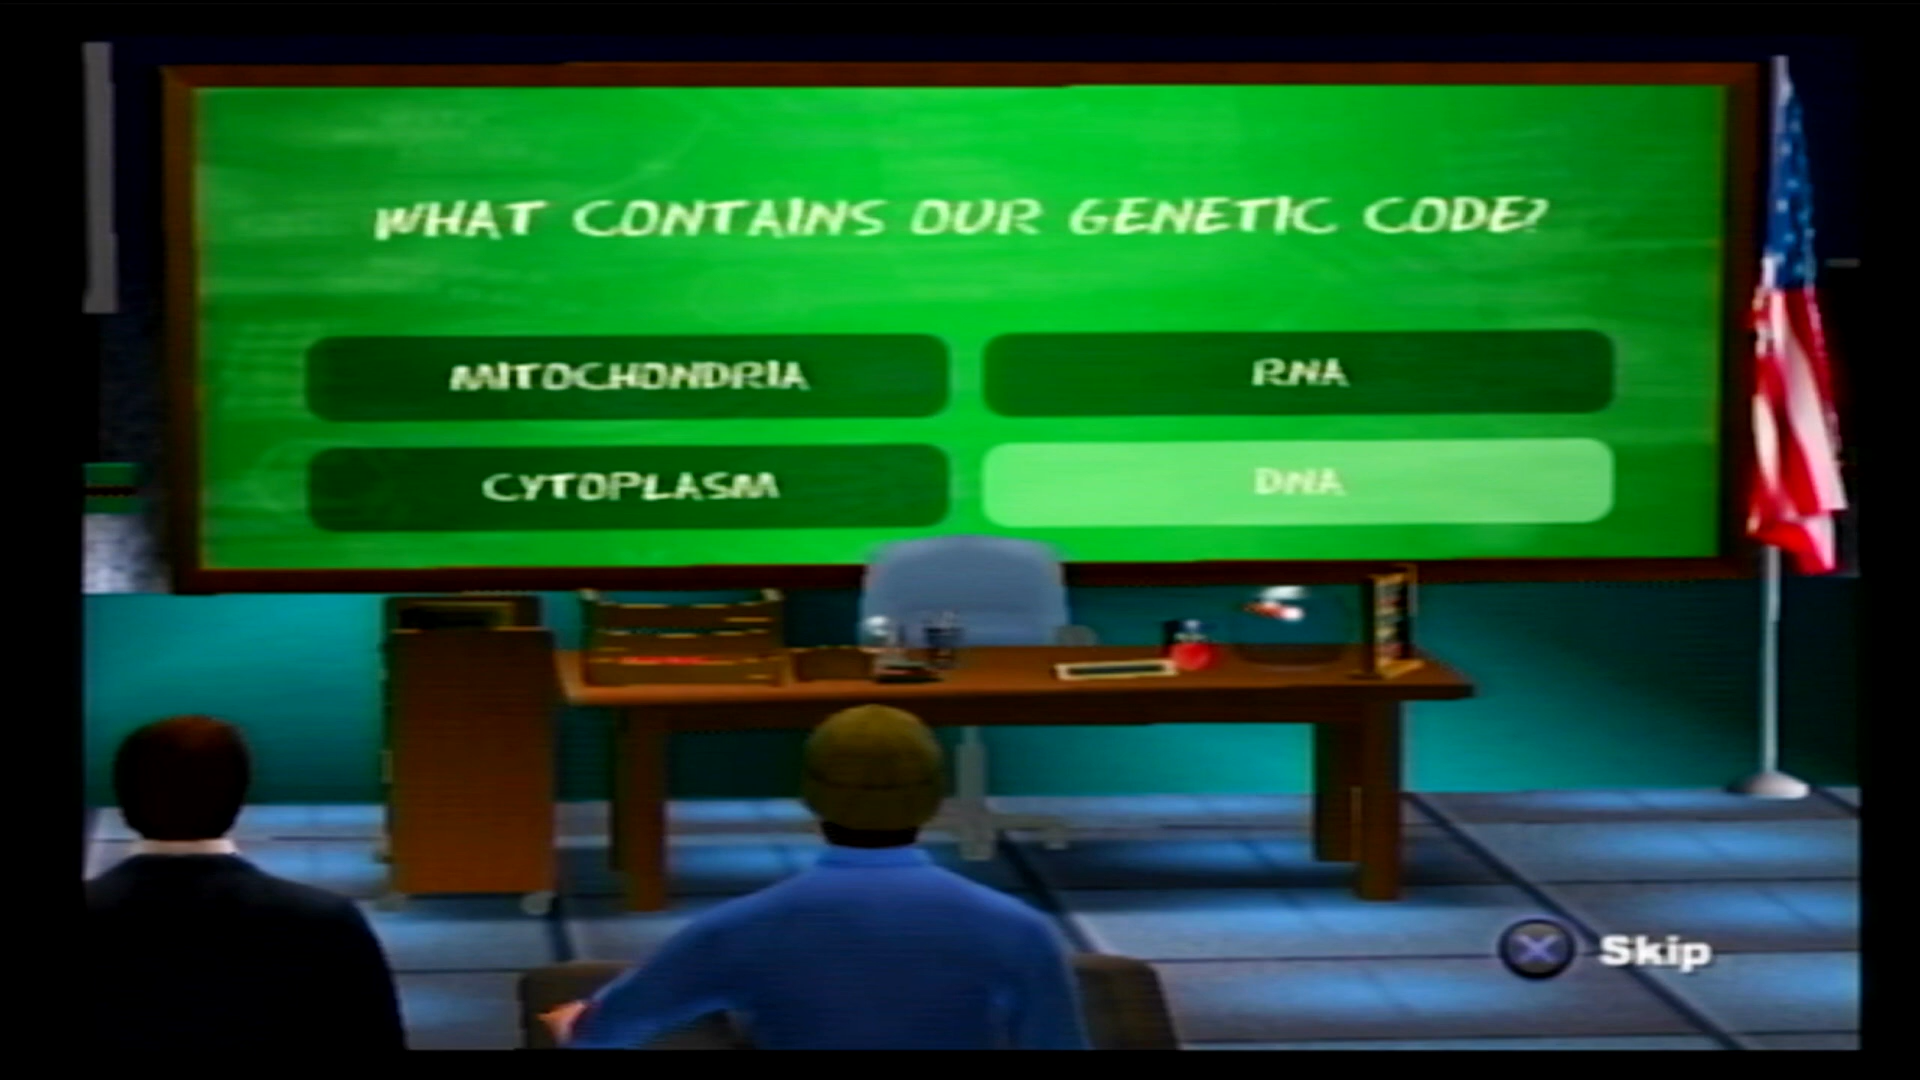 WHAT CONTAINS OUR GENETIC CODE?
MITOCHONDRIA
RNA
CYTOPLASM
DNA
Skip